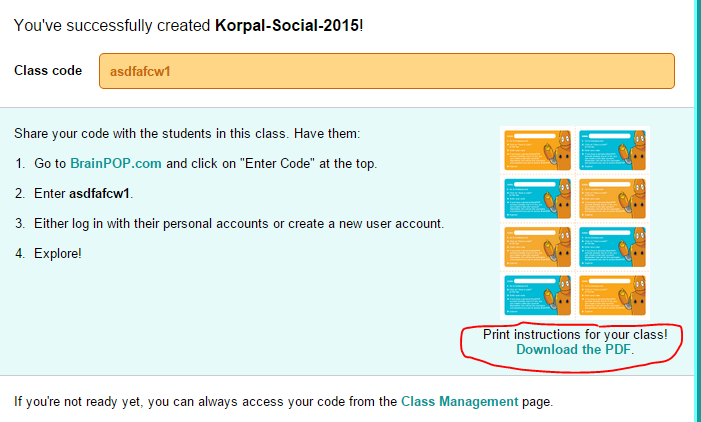 You've successfully created Korpal-Social-2015!
Class code
asdfafcw1
Share your code with the students in this class. Have them:
1. Go to BrainPOP.com and click on "Enter Code" at the top.
2. Enter asdfafcw1.
3. Either log in with their personal accounts or create a new user account.
4. Explore!
Print instructions for your class!
Download the PDF.
If you're not ready yet, you can always access your code from the Class Management page.